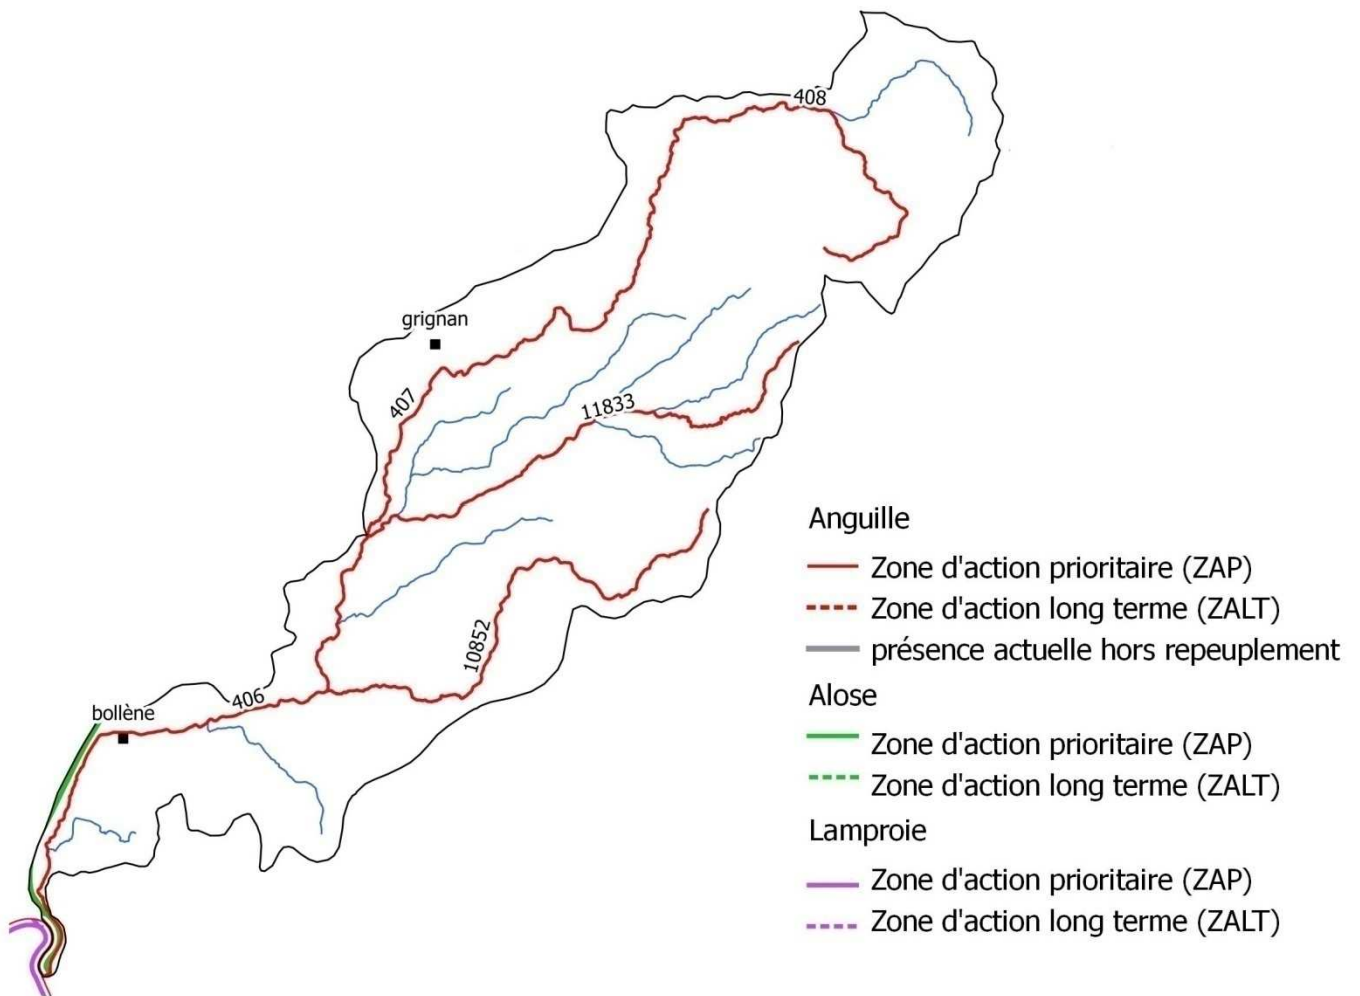 408
grignan
407
11833
10852
406
bollène
Anguille
Zone d'action prioritaire (ZAP)
Zone d'action long terme (ZALT)
présence actuelle hors repeuplement
Alose
Zone d'action prioritaire (ZAP)
Zone d'action long terme (ZALT)
Lamproie
Zone d'action prioritaire (ZAP)
Zone d'action long terme (ZALT)